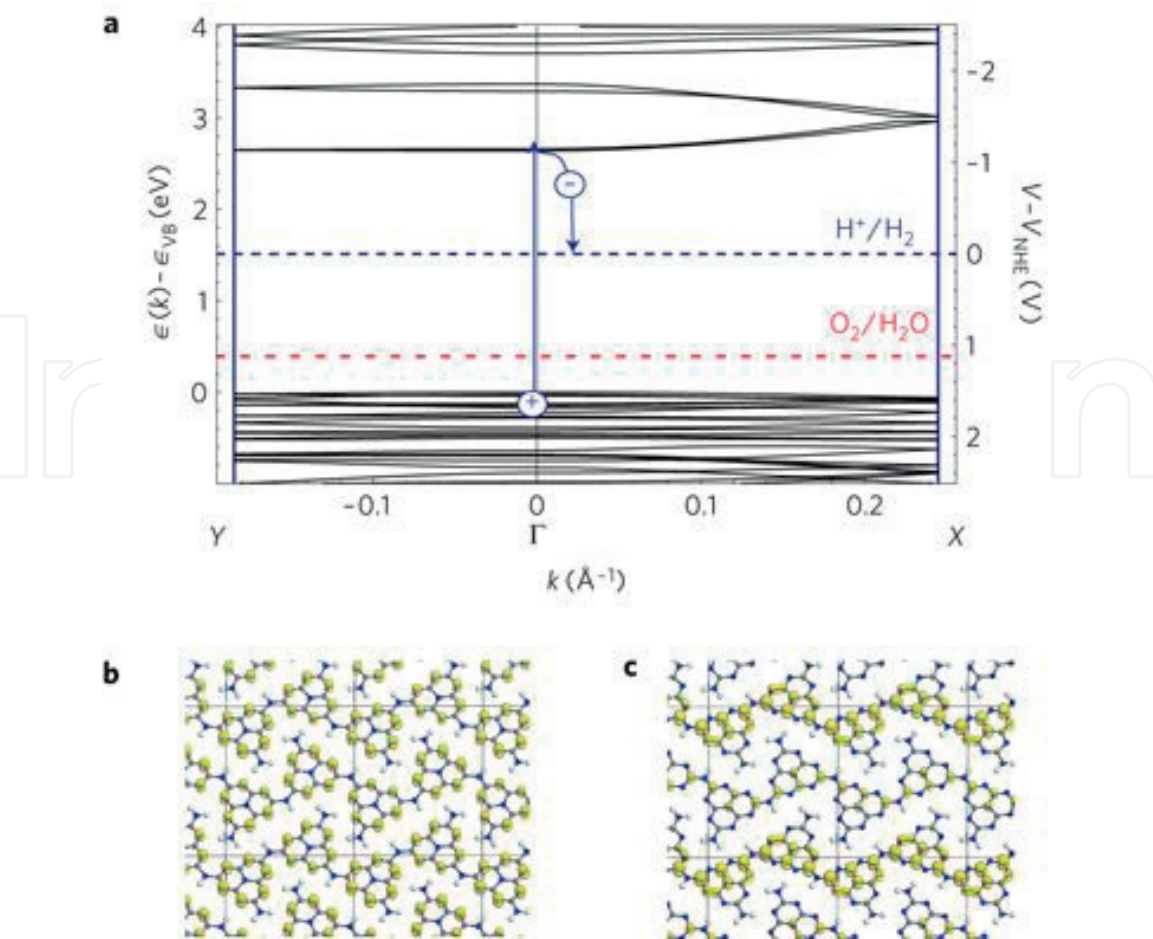 a
4
3
2
1
0
ϵ(k) − ϵVB (eV)
−2
−1
0
1
2
V − VNHE (V)
−
H⁺/H₂
O₂/H₂O
+
−0.1
0
0.1
0.2
Y
Γ
X
k (Å⁻¹)
b
c